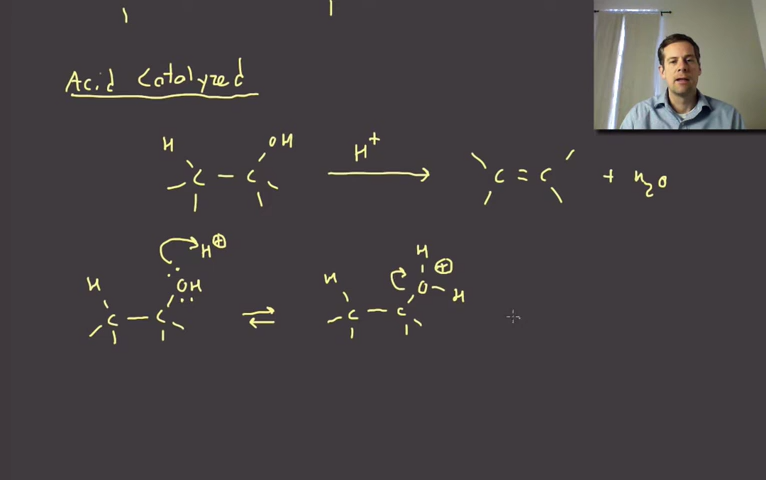 Acid Catalyzed
H OH H+
C - C → C = C + H2O
H ⊕
H H ⊕
H :OH H O - H
C - C ⇌ C - C